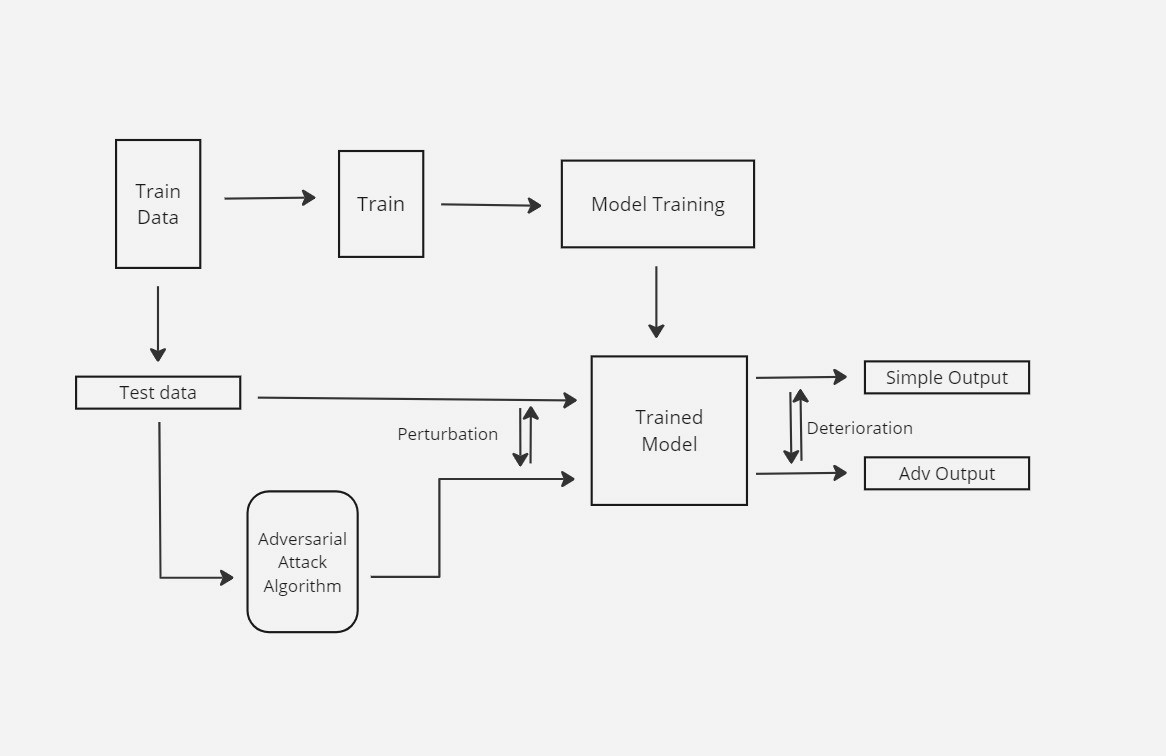 Train
Data
Train
Model Training
Test data
Perturbation
Trained
Model
Simple Output
Deterioration
Adv Output
Adversarial
Attack
Algorithm